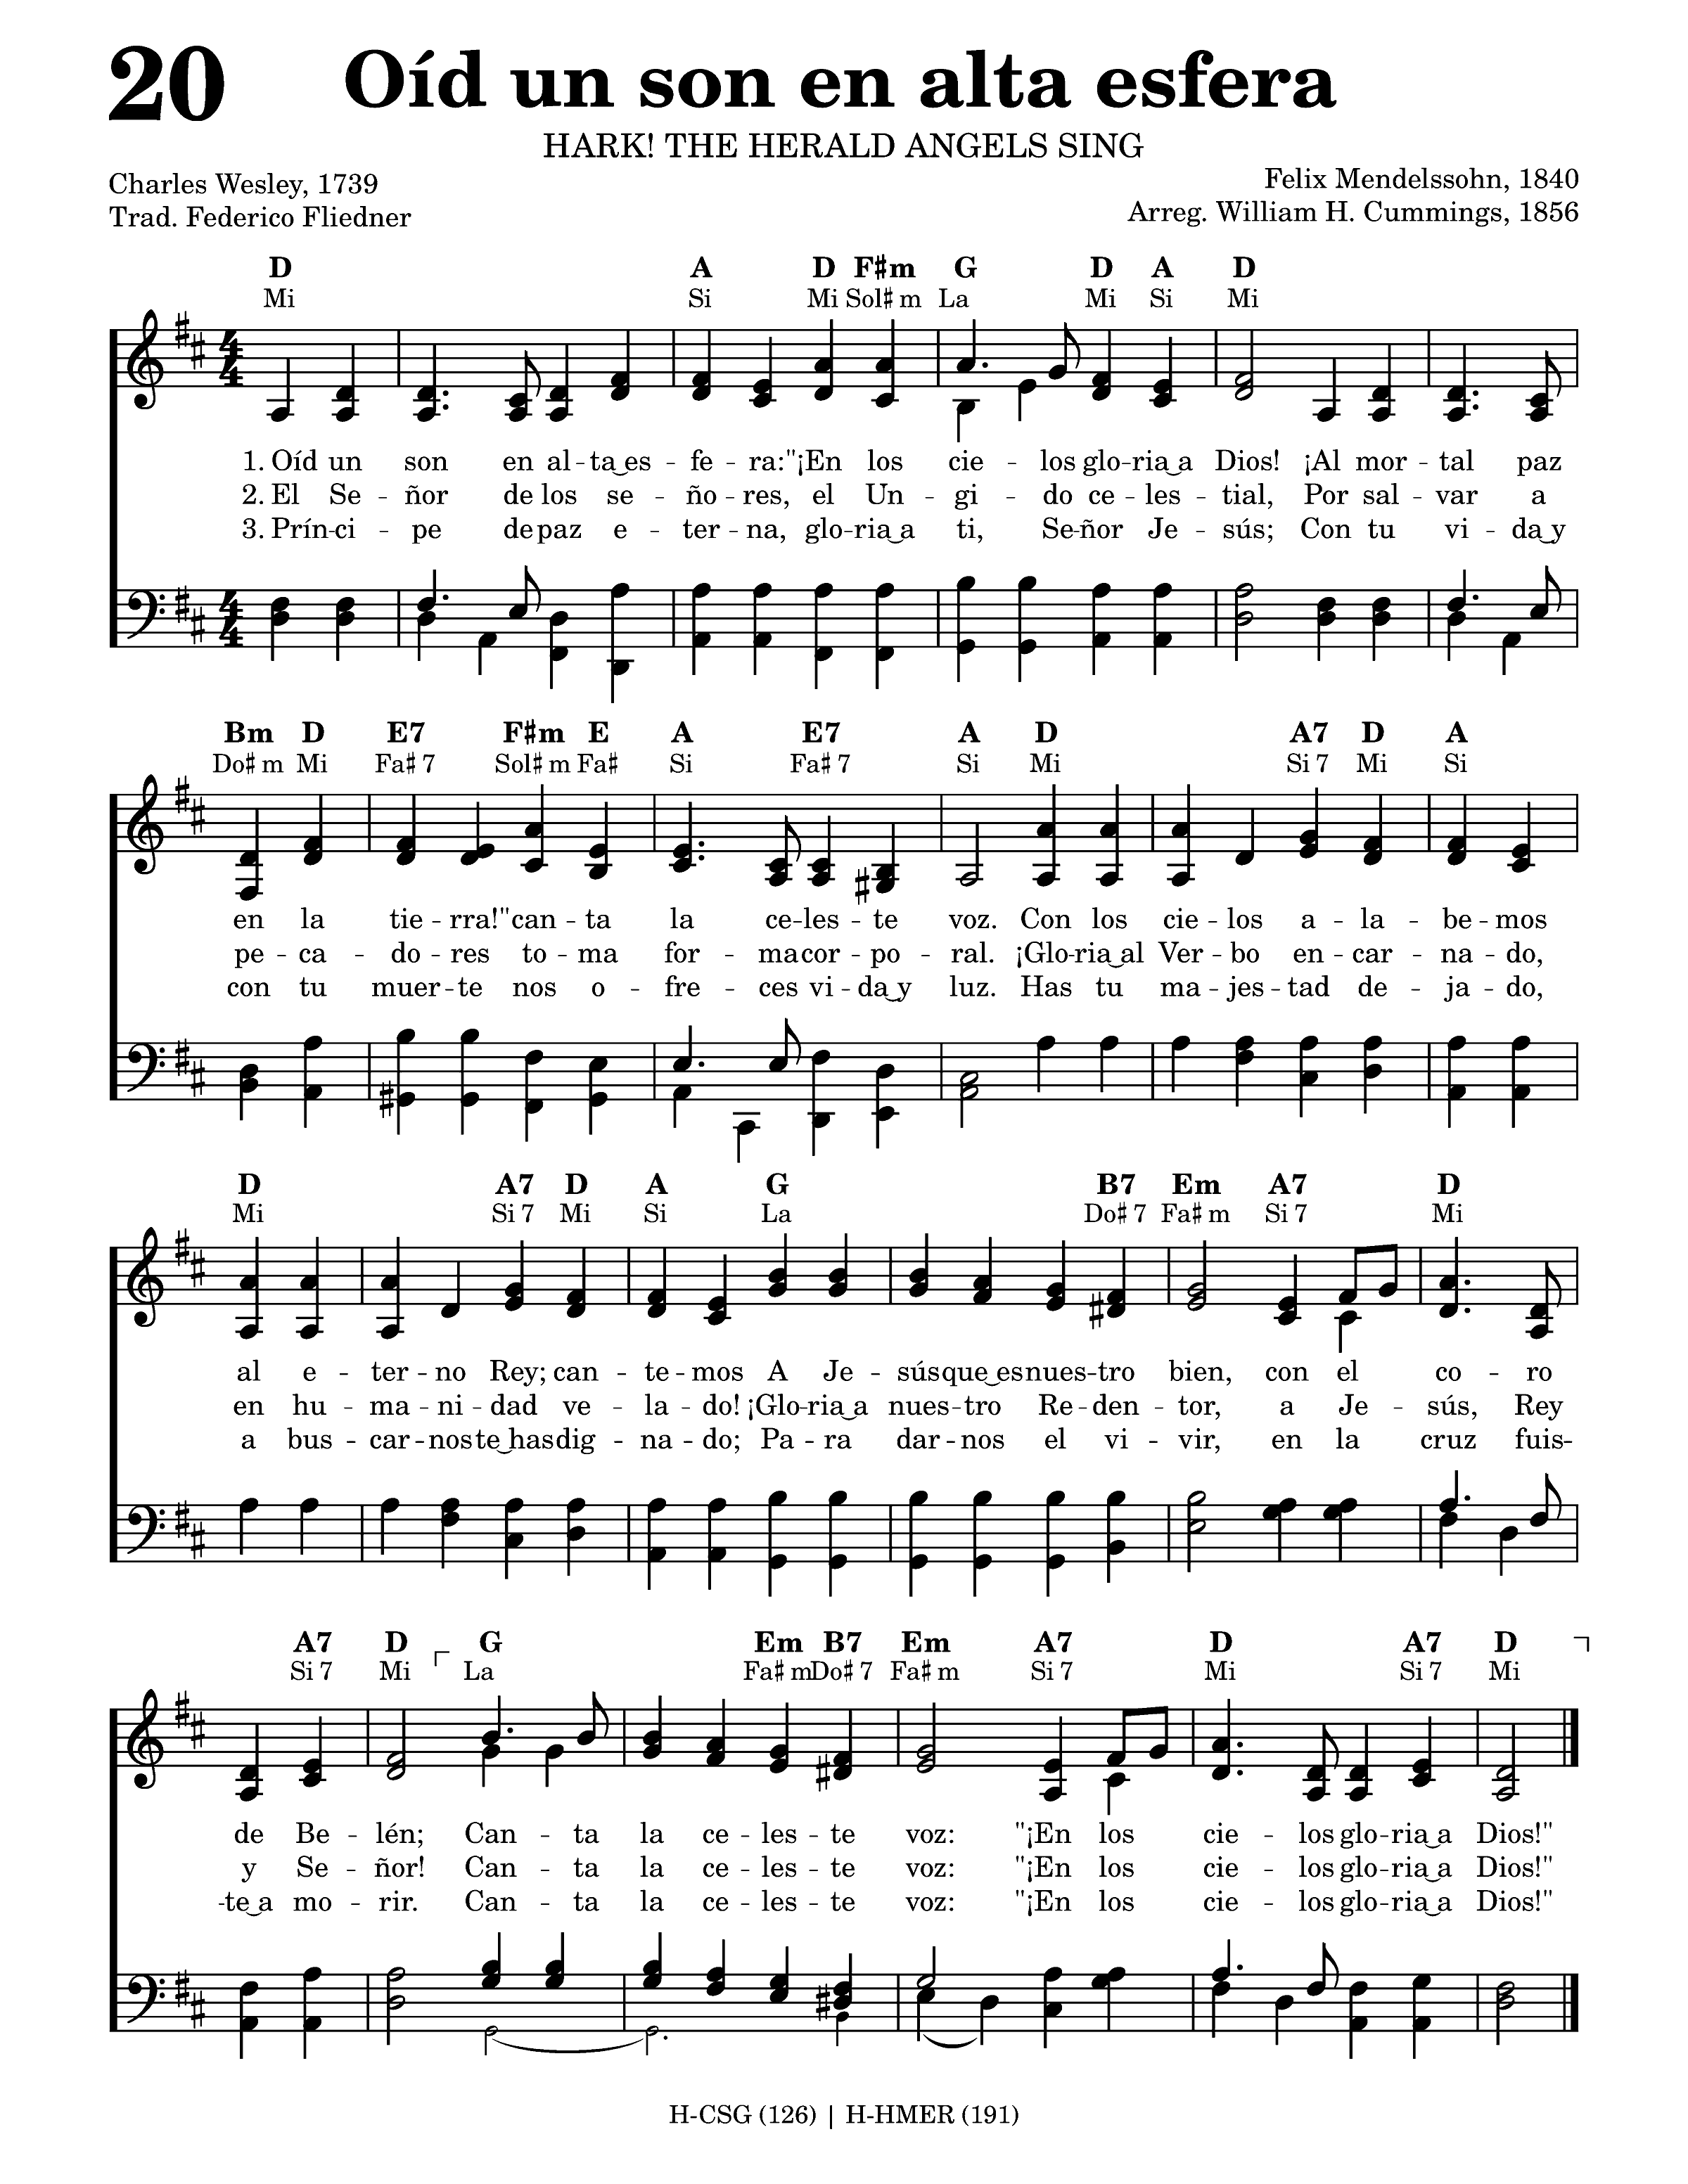 20 Oíd un son en alta esfera
HARK! THE HERALD ANGELS SING
Charles Wesley, 1739
Trad. Federico Fliedner
Felix Mendelssohn, 1840
Arreg. William H. Cummings, 1856
D A D F♯m G D A D
Mi Si Mi Sol♯ m La Mi Si Mi
4 4
1. Oíd un son en al -- ta es -- fe -- ra: "¡En los cie -- los glo -- ria a Dios! ¡Al mor -- tal paz
2. El Se -- ñor de los se -- ño -- res, el Un -- gi -- do ce -- les -- tial, Por sal -- var a
3. Prín -- ci -- pe de paz e -- ter -- na, glo -- ria a ti, Se -- ñor Je -- sús; Con tu vi -- da y
4 4
Bm D E7 F♯m E A E7 A D A7 D A
Do♯ m Mi Fa♯ 7 Sol♯ m Fa♯ Si Fa♯ 7 Si Mi Si 7 Mi Si
en la tie -- rra!" can -- ta la ce -- les -- te voz. Con los cie -- los a -- la -- be -- mos
pe -- ca -- do -- res to -- ma for -- ma cor -- po -- ral. ¡Glo -- ria al Ver -- bo en -- car -- na -- do,
con tu muer -- te nos o -- fre -- ces vi -- da y luz. Has tu ma -- jes -- tad de -- ja -- do,
D A7 D A G B7 Em A7 D
Mi Si 7 Mi Si La Do♯ 7 Fa♯ m Si 7 Mi
al e -- ter -- no Rey; can -- te -- mos A Je -- sús que es nues -- tro bien, con el co -- ro
en hu -- ma -- ni -- dad ve -- la -- do! ¡Glo -- ria a nues -- tro Re -- den -- tor, a Je -- sús, Rey
a bus -- car -- nos te has dig -- na -- do; Pa -- ra dar -- nos el vi -- vir, en la cruz fuis --
A7 D G Em B7 Em A7 D A7 D
Si 7 Mi La Fa♯ m Do♯ 7 Fa♯ m Si 7 Mi Si 7 Mi
de Be -- lén; Can -- ta la ce -- les -- te voz: "¡En los cie -- los glo -- ria a Dios!"
y Se -- ñor! Can -- ta la ce -- les -- te voz: "¡En los cie -- los glo -- ria a Dios!"
-te a mo -- rir. Can -- ta la ce -- les -- te voz: "¡En los cie -- los glo -- ria a Dios!"
H-CSG (126) | H-HMER (191)